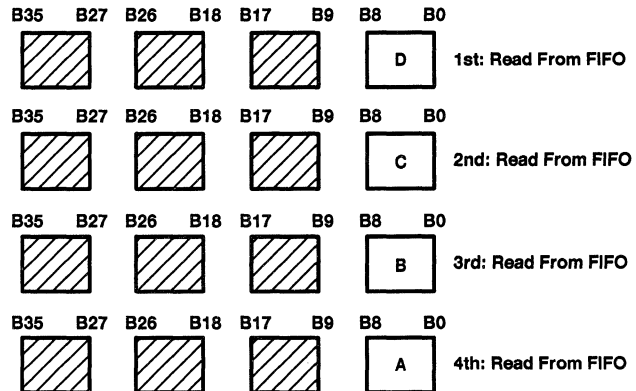 B35 B27 B26 B18 B17 B9 B8 B0
D 1st: Read From FIFO
B35 B27 B26 B18 B17 B9 B8 B0
C 2nd: Read From FIFO
B35 B27 B26 B18 B17 B9 B8 B0
B 3rd: Read From FIFO
B35 B27 B26 B18 B17 B9 B8 B0
A 4th: Read From FIFO